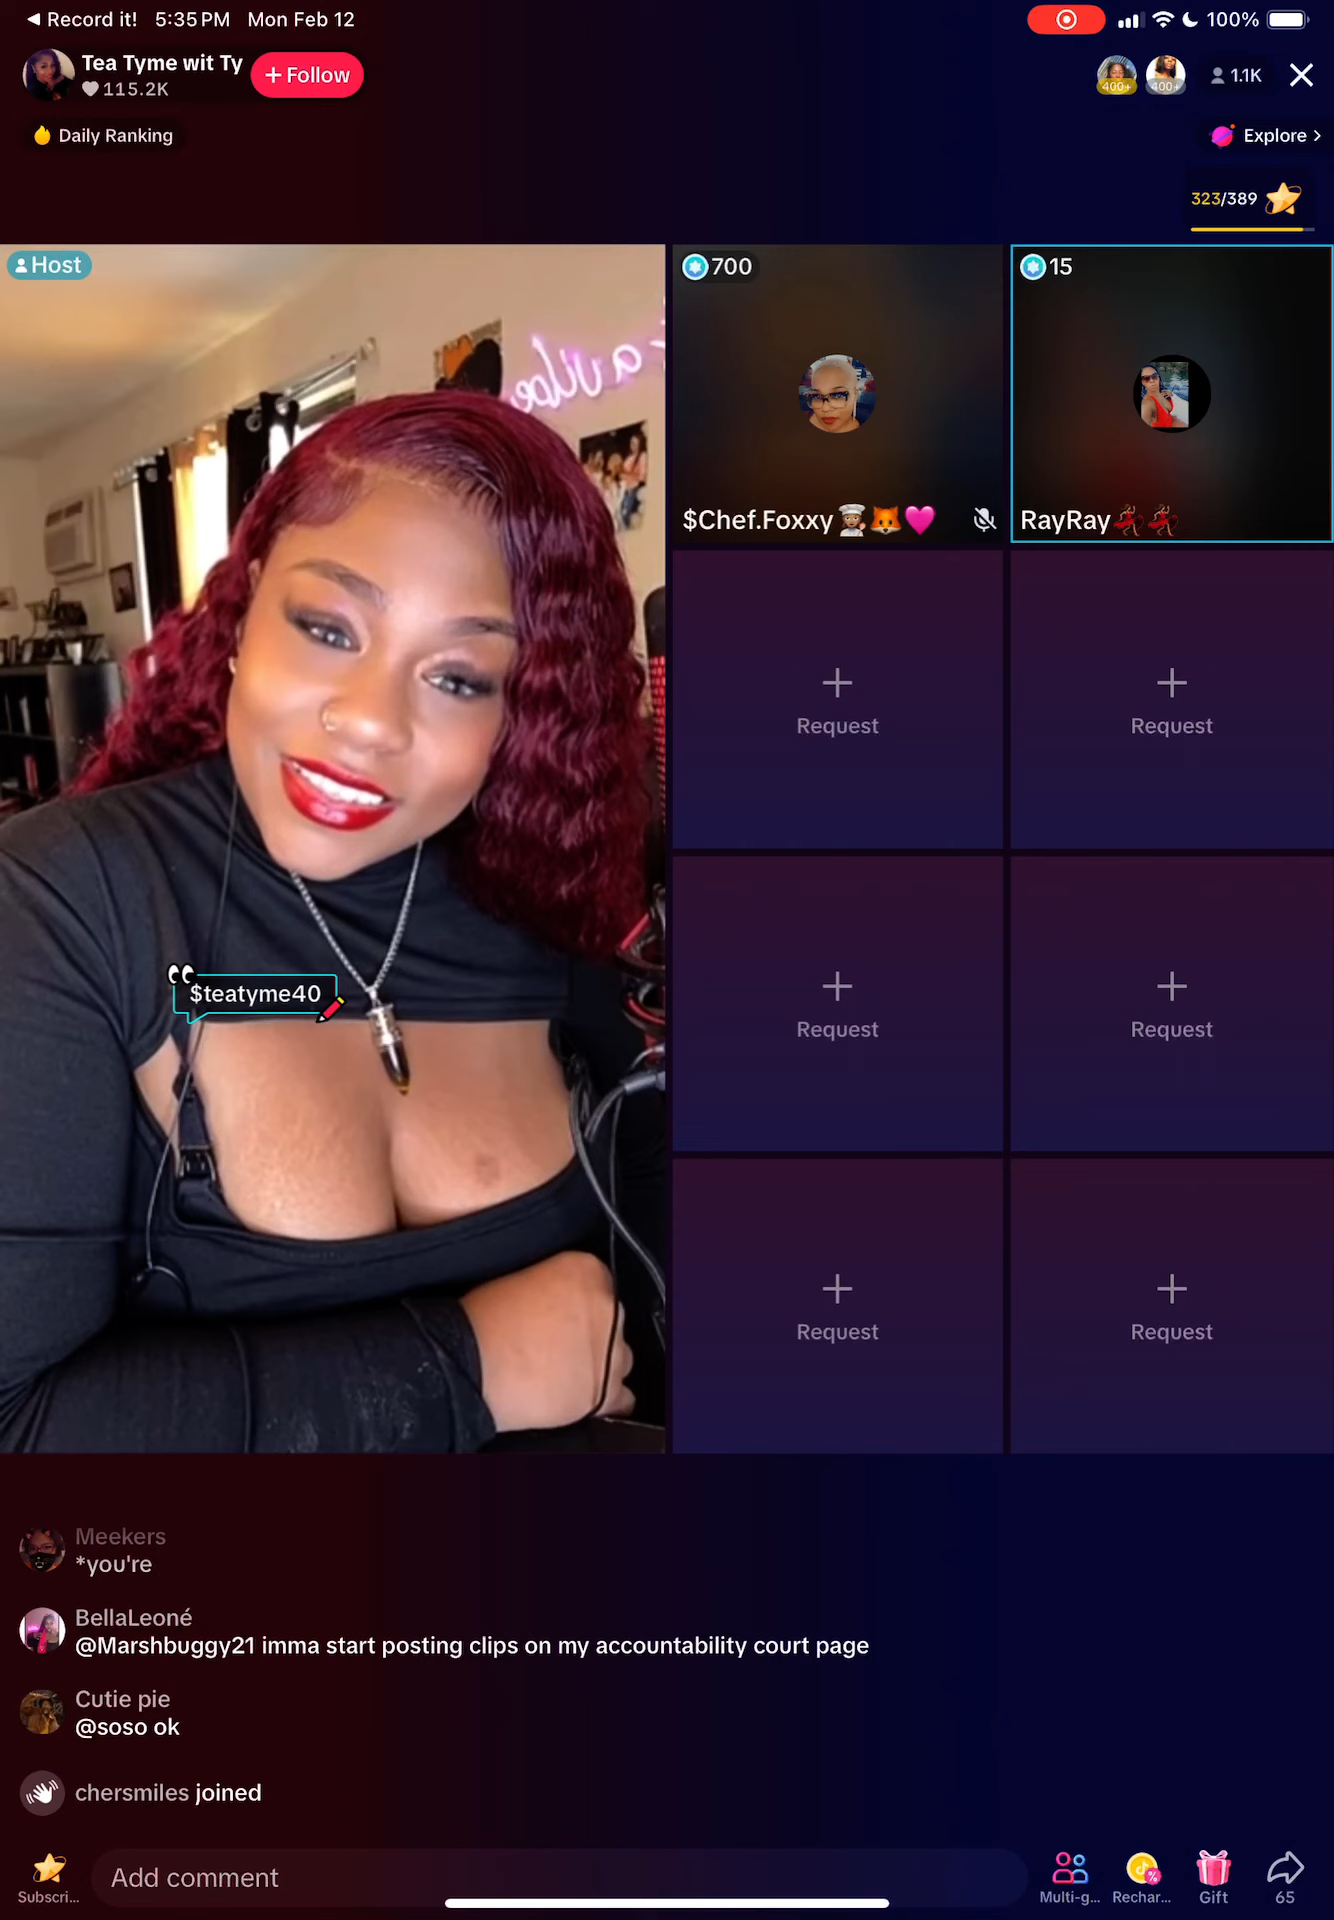 Record it! 5:35 PM Mon Feb 12 100%
Tea Tyme wit Ty + Follow 400+ 400+ 1.1K
115.2K
Daily Ranking Explore >
323/389
Host 700 15
a vibe
$Chef.Foxxy RayRay
Request Request
$teatyme40
Request Request
Request Request
Meekers
*you're
BellaLeoné
@Marshbuggy21 imma start posting clips on my accountability court page
Cutie pie
@soso ok
chersmiles joined
Add comment
Subscri... Multi-g... Rechar... Gift 65